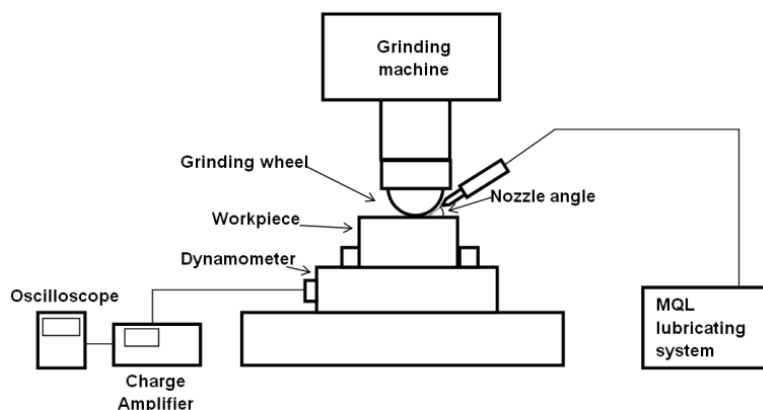 Grinding
machine
Grinding wheel
Nozzle angle
Workpiece
Dynamometer
Oscilloscope
MQL
lubricating
system
Charge
Amplifier